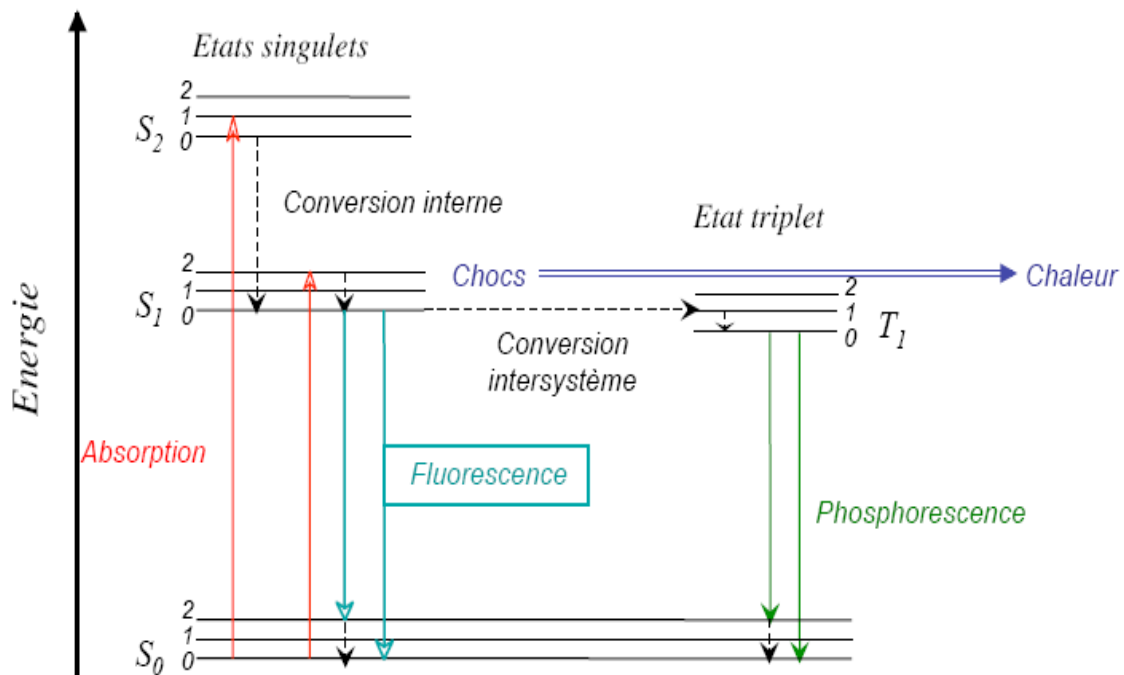 Etats singulets
2
1
S2 0
Conversion interne
Etat triplet
2
1
S1 0
Chocs
Chaleur
2
1
0 T1
Conversion
intersystème
Energie
Absorption
Fluorescence
Phosphorescence
2
1
S0 0